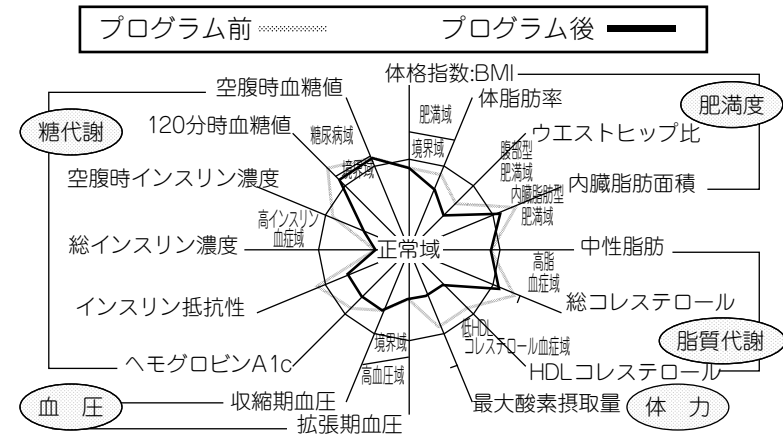 プログラム前 プログラム後
体格指数:BMI
空腹時血糖値
体脂肪率
肥満度
糖代謝
120分時血糖値
糖尿病域
肥満域
ウエストヒップ比
境界域
境界域
腹部型
肥満域
空腹時インスリン濃度
内臓脂肪面積
内臓脂肪型
肥満域
高インスリン
血症域
総インスリン濃度
正常域
中性脂肪
高脂
血症域
インスリン抵抗性
総コレステロール
脂質代謝
低HDL
コレステロール血症域
境界域
ヘモグロビンA1c
高血圧域
HDLコレステロール
血 圧
収縮期血圧
最大酸素摂取量
体 力
拡張期血圧